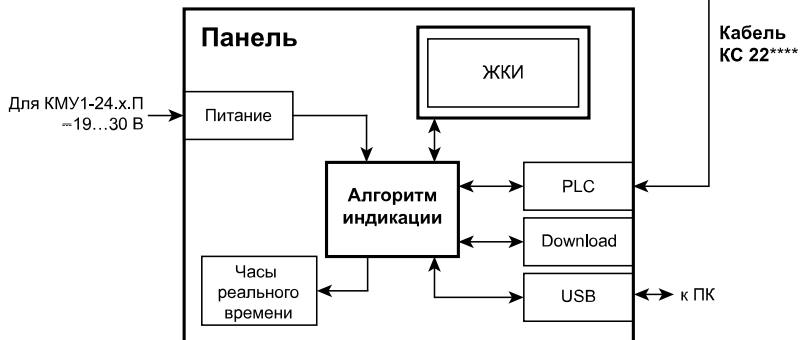 Панель
Кабель
КС 22****
ЖКИ
Для КМУ1-24.х.П
⎓19...30 В
Питание
Алгоритм
индикации
PLC
Download
Часы
реального
времени
USB
к ПК